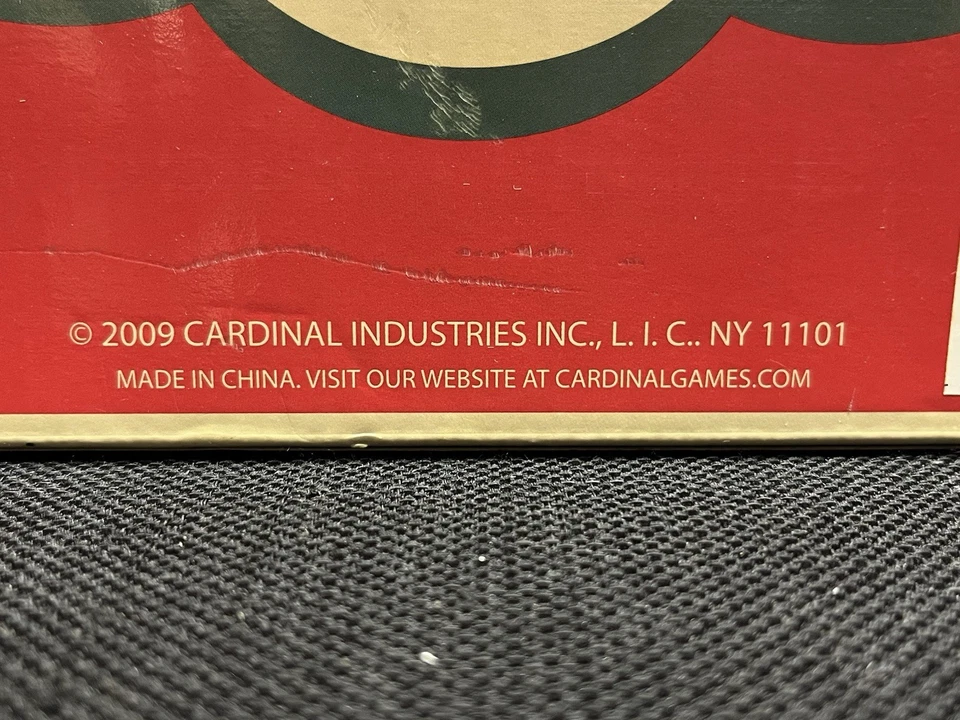 © 2009 CARDINAL INDUSTRIES INC., L. I. C.. NY 11101
MADE IN CHINA. VISIT OUR WEBSITE AT CARDINALGAMES.COM